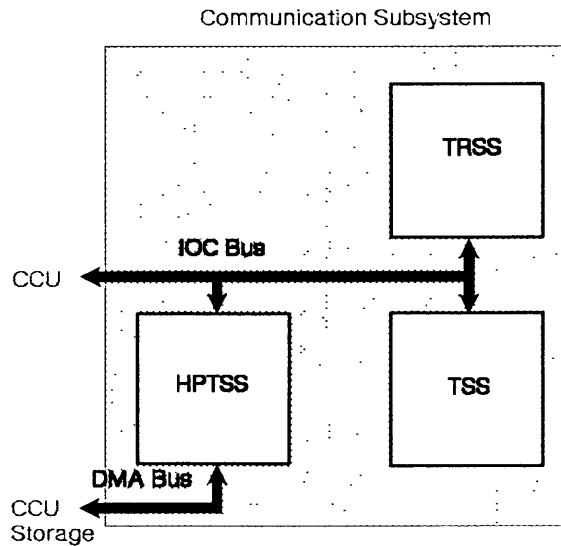 Communication Subsystem
TRSS
IOC Bus
CCU
HPTSS
TSS
DMA Bus
CCU
Storage